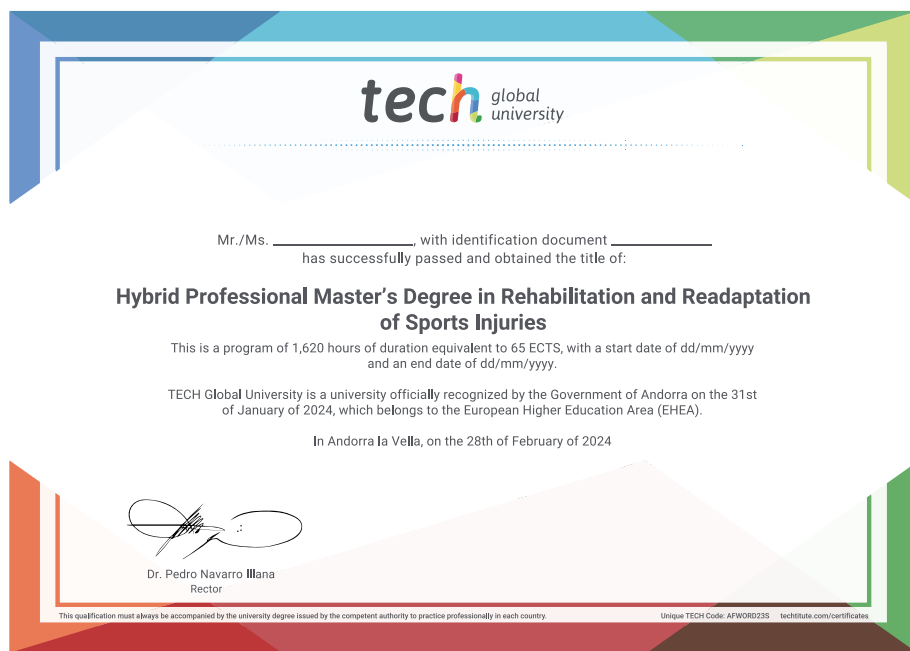 tech global university
Mr./Ms. ____________________, with identification document ______________
has successfully passed and obtained the title of:
Hybrid Professional Master's Degree in Rehabilitation and Readaptation
of Sports Injuries
This is a program of 1,620 hours of duration equivalent to 65 ECTS, with a start date of dd/mm/yyyy
and an end date of dd/mm/yyyy.
TECH Global University is a university officially recognized by the Government of Andorra on the 31st
of January of 2024, which belongs to the European Higher Education Area (EHEA).
In Andorra la Vella, on the 28th of February of 2024
Dr. Pedro Navarro Illana
Rector
This qualification must always be accompanied by the university degree issued by the competent authority to practice professionally in each country.
Unique TECH Code: AFWORD23S techtitute.com/certificates